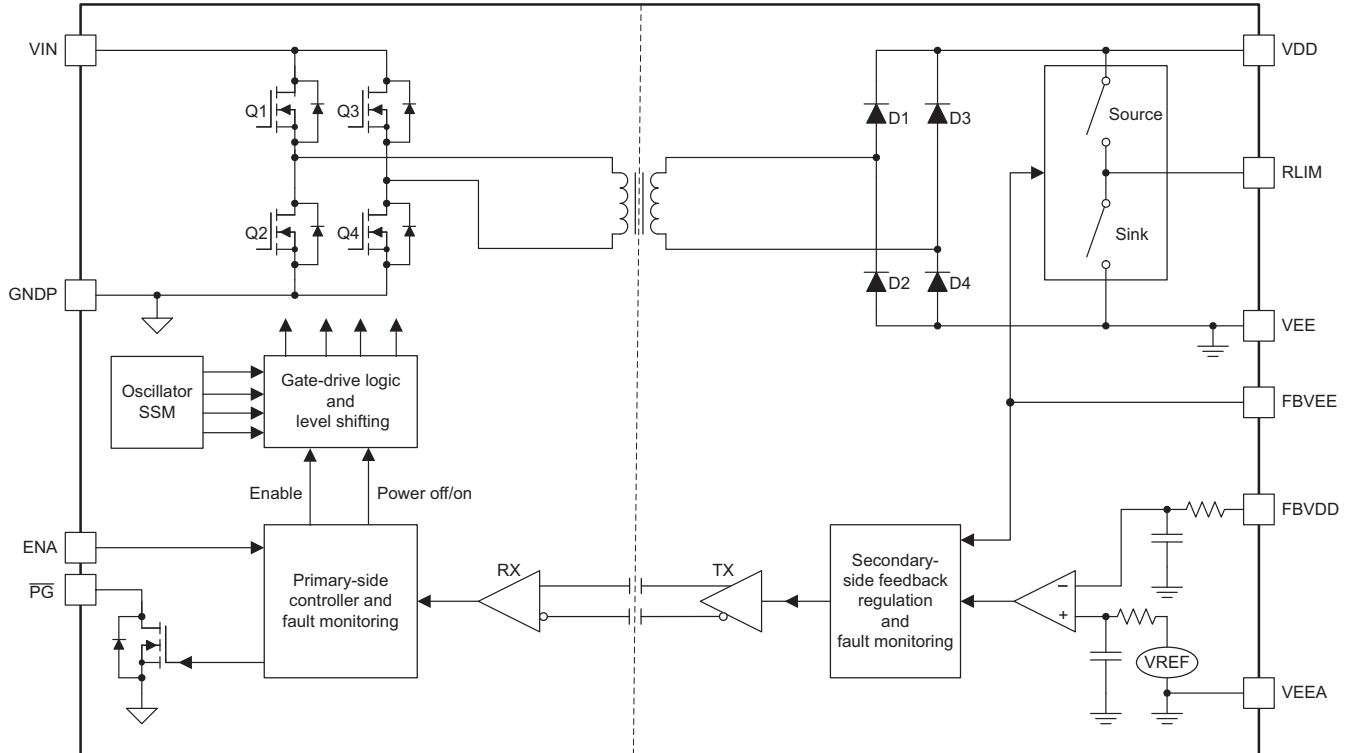 VIN
VDD
Q1
Q3
D1
D3
Source
RLIM
Q2
Q4
Sink
D2
D4
GNDP
VEE
Oscillator
SSM
Gate-drive logic
and
level shifting
FBVEE
Enable
Power off/on
FBVDD
ENA
PG
Primary-side
controller and
fault monitoring
RX
TX
Secondary-
side feedback
regulation
and
fault monitoring
–
+
VREF
VEEA